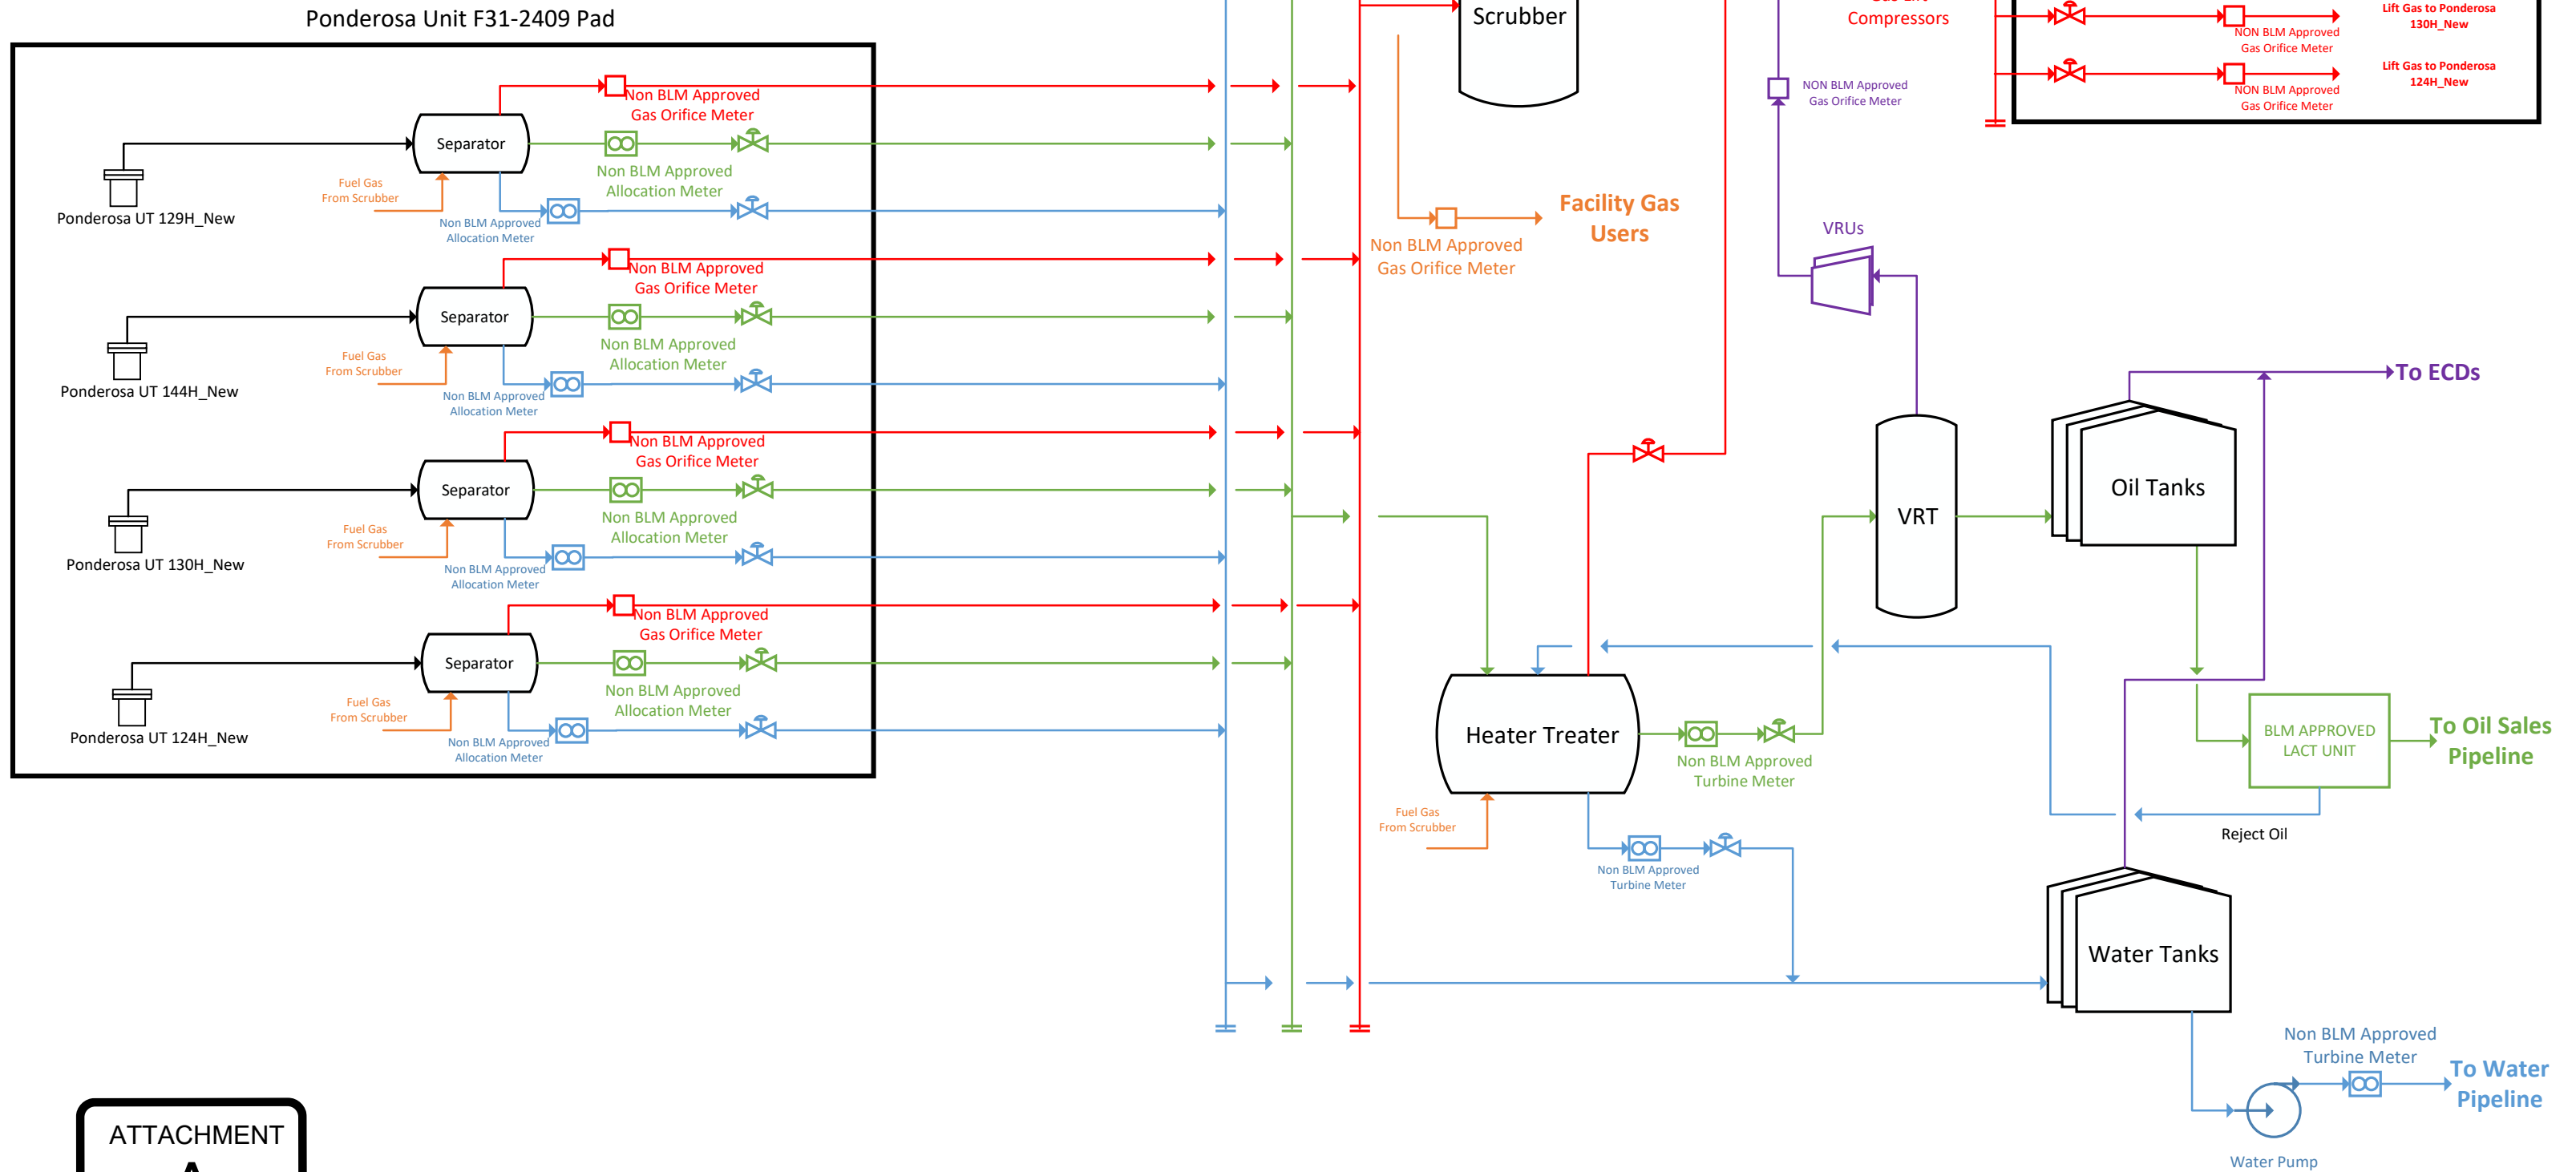 Ponderosa Unit F31-2409 Pad
Non BLM Approved
Gas Orifice Meter
Separator
Non BLM Approved
Allocation Meter
Fuel Gas
From Scrubber
Ponderosa UT 129H_New
Non BLM Approved
Allocation Meter
Non BLM Approved
Gas Orifice Meter
Separator
Non BLM Approved
Allocation Meter
Fuel Gas
From Scrubber
Ponderosa UT 144H_New
Non BLM Approved
Allocation Meter
Non BLM Approved
Gas Orifice Meter
Separator
Non BLM Approved
Allocation Meter
Fuel Gas
From Scrubber
Ponderosa UT 130H_New
Non BLM Approved
Allocation Meter
Non BLM Approved
Gas Orifice Meter
Separator
Non BLM Approved
Allocation Meter
Fuel Gas
From Scrubber
Ponderosa UT 124H_New
Non BLM Approved
Allocation Meter
Scrubber
Compressors
Lift Gas to Ponderosa
130H_New
NON BLM Approved
Gas Orifice Meter
Lift Gas to Ponderosa
124H_New
NON BLM Approved
Gas Orifice Meter
NON BLM Approved
Gas Orifice Meter
Facility Gas
Users
Non BLM Approved
Gas Orifice Meter
VRUs
To ECDs
Oil Tanks
VRT
Heater Treater
Non BLM Approved
Turbine Meter
BLM APPROVED
LACT UNIT
To Oil Sales
Pipeline
Fuel Gas
From Scrubber
Reject Oil
Non BLM Approved
Turbine Meter
Water Tanks
Non BLM Approved
Turbine Meter
To Water
Pipeline
Water Pump
ATTACHMENT